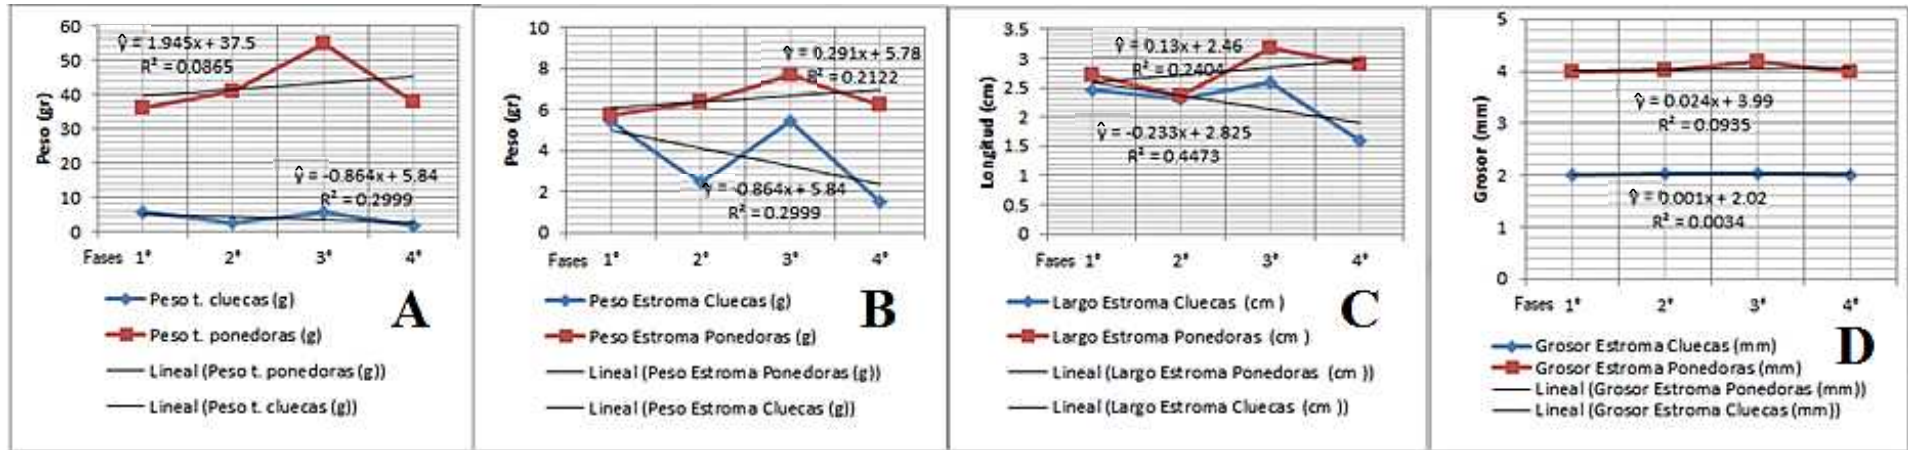 60
50
40
30
20
10
0
Peso (gr)
ŷ = 1.945x + 37.5
R² = 0.0865
ŷ = -0.864x + 5.84
R² = 0.2999
Fases 1° 2° 3° 4°
Peso t. cluecas (g)
Peso t. ponedoras (g)
Lineal (Peso t. ponedoras (g))
Lineal (Peso t. cluecas (g))
A
10
8
6
4
2
0
Peso (gr)
ŷ = 0.291x + 5.78
R² = 0.2122
ŷ = -0.864x + 5.84
R² = 0.2999
Fases 1° 2° 3° 4°
Peso Estroma Cluecas (g)
Peso Estroma Ponedoras (g)
Lineal (Peso Estroma Ponedoras (g))
Lineal (Peso Estroma Cluecas (g))
B
3.5
3
2.5
2
1.5
1
0.5
0
Longitud (cm)
ŷ = 0.13x + 2.46
R² = 0.2404
ŷ = -0.233x + 2.825
R² = 0.4473
Fases 1° 2° 3° 4°
Largo Estroma Cluecas (cm )
Largo Estroma Ponedoras (cm )
Lineal (Largo Estroma Ponedoras (cm ))
Lineal (Largo Estroma Cluecas (cm ))
C
5
4
3
2
1
0
Grosor (mm)
ŷ = 0.024x + 3.99
R² = 0.0935
ŷ = 0.001x + 2.02
R² = 0.0034
Fases 1° 2° 3° 4°
Grosor Estroma Cluecas (mm)
Grosor Estroma Ponedoras (mm)
Lineal (Grosor Estroma Ponedoras (mm))
Lineal (Grosor Estroma Cluecas (mm))
D